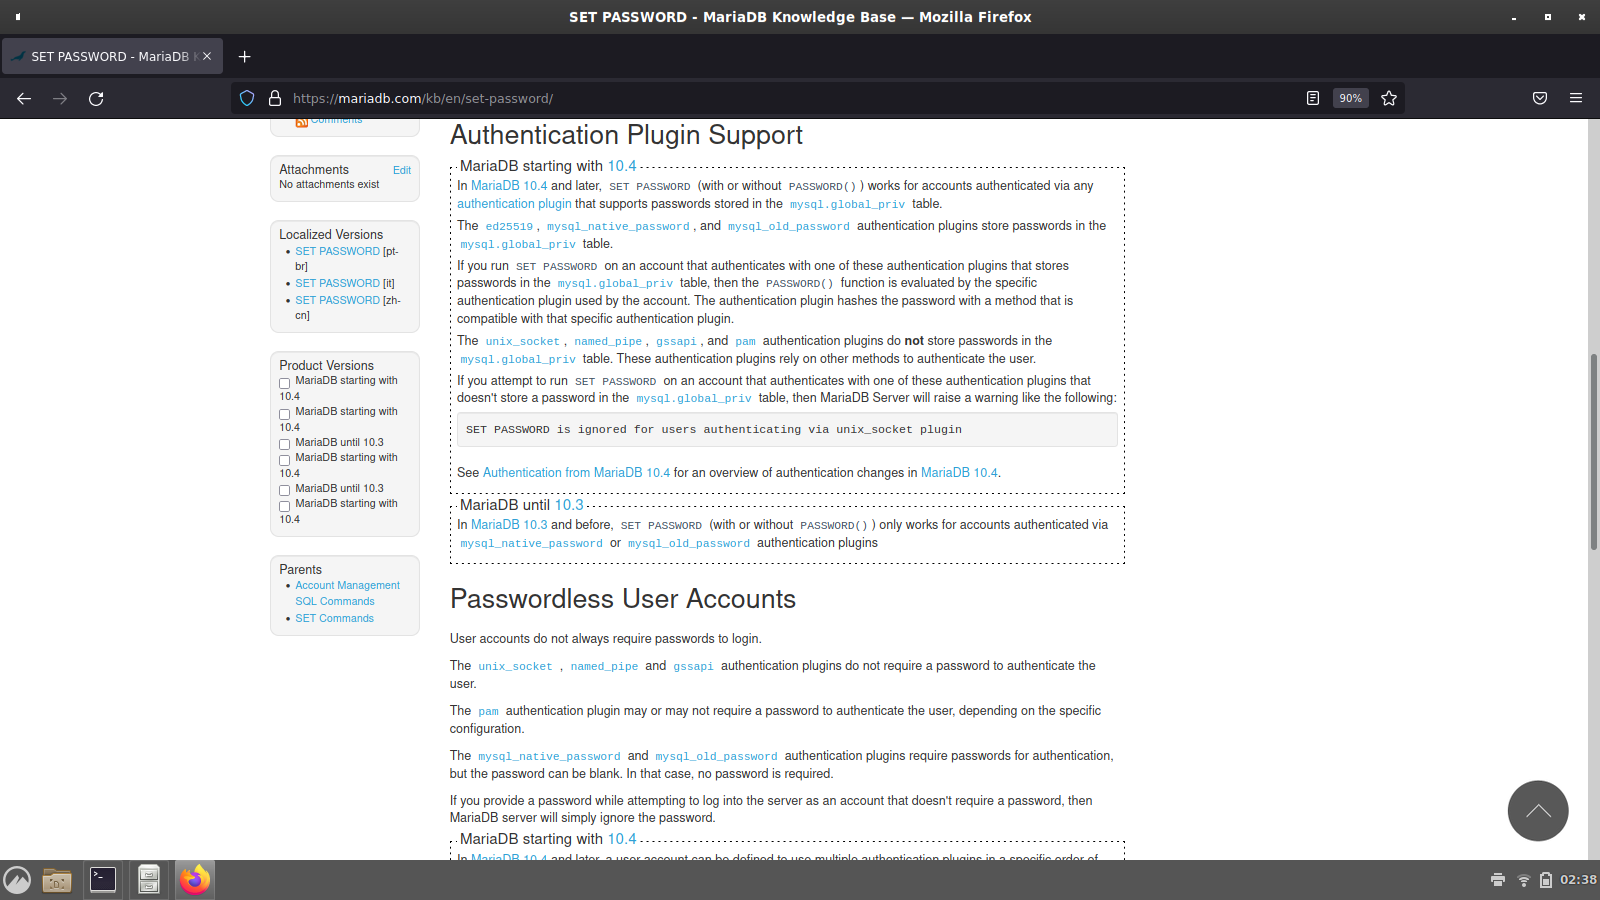 SET PASSWORD - MariaDB Knowledge Base — Mozilla Firefox
SET PASSWORD - MariaDB K
https://mariadb.com/kb/en/set-password/
90%
Comments
Attachments Edit
No attachments exist
Localized Versions
SET PASSWORD [pt-
br]
SET PASSWORD [it]
SET PASSWORD [zh-
cn]
Product Versions
MariaDB starting with
10.4
MariaDB starting with
10.4
MariaDB until 10.3
MariaDB starting with
10.4
MariaDB until 10.3
MariaDB starting with
10.4
Parents
Account Management
SQL Commands
SET Commands
Authentication Plugin Support
MariaDB starting with 10.4
In MariaDB 10.4 and later, SET PASSWORD (with or without PASSWORD()) works for accounts authenticated via any
authentication plugin that supports passwords stored in the mysql.global_priv table.
The ed25519, mysql_native_password, and mysql_old_password authentication plugins store passwords in the
mysql.global_priv table.
If you run SET PASSWORD on an account that authenticates with one of these authentication plugins that stores
passwords in the mysql.global_priv table, then the PASSWORD() function is evaluated by the specific
authentication plugin used by the account. The authentication plugin hashes the password with a method that is
compatible with that specific authentication plugin.
The unix_socket, named_pipe, gssapi, and pam authentication plugins do not store passwords in the
mysql.global_priv table. These authentication plugins rely on other methods to authenticate the user.
If you attempt to run SET PASSWORD on an account that authenticates with one of these authentication plugins that
doesn't store a password in the mysql.global_priv table, then MariaDB Server will raise a warning like the following:
SET PASSWORD is ignored for users authenticating via unix_socket plugin
See Authentication from MariaDB 10.4 for an overview of authentication changes in MariaDB 10.4.
MariaDB until 10.3
In MariaDB 10.3 and before, SET PASSWORD (with or without PASSWORD()) only works for accounts authenticated via
mysql_native_password or mysql_old_password authentication plugins
Passwordless User Accounts
User accounts do not always require passwords to login.
The unix_socket , named_pipe and gssapi authentication plugins do not require a password to authenticate the
user.
The pam authentication plugin may or may not require a password to authenticate the user, depending on the specific
configuration.
The mysql_native_password and mysql_old_password authentication plugins require passwords for authentication,
but the password can be blank. In that case, no password is required.
If you provide a password while attempting to log into the server as an account that doesn't require a password, then
MariaDB server will simply ignore the password.
MariaDB starting with 10.4
In MariaDB 10.4 and later, a user account can be defined to use multiple authentication plugins in a specific order of
02:38